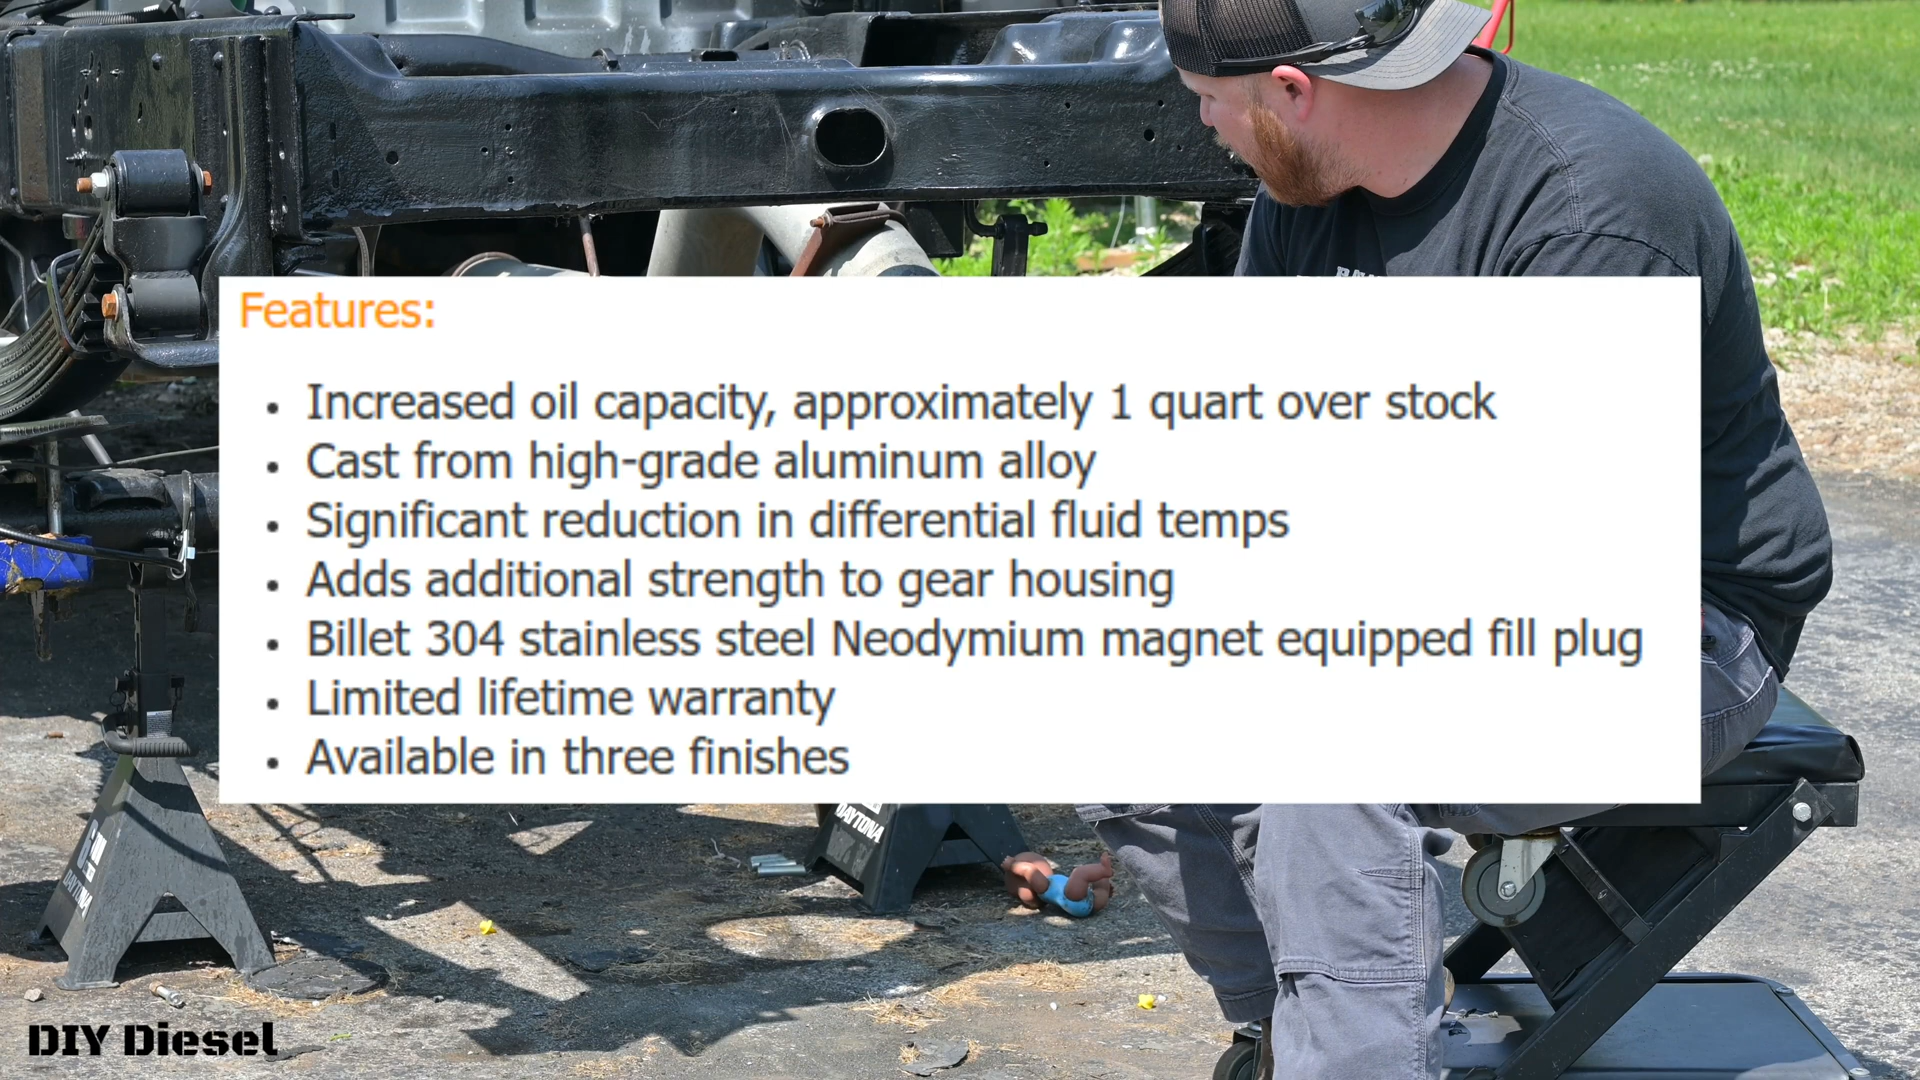 Features:
Increased oil capacity, approximately 1 quart over stock
Cast from high-grade aluminum alloy
Significant reduction in differential fluid temps
Adds additional strength to gear housing
Billet 304 stainless steel Neodymium magnet equipped fill plug
Limited lifetime warranty
Available in three finishes
DAYTONA
DAYTONA
DIY Diesel